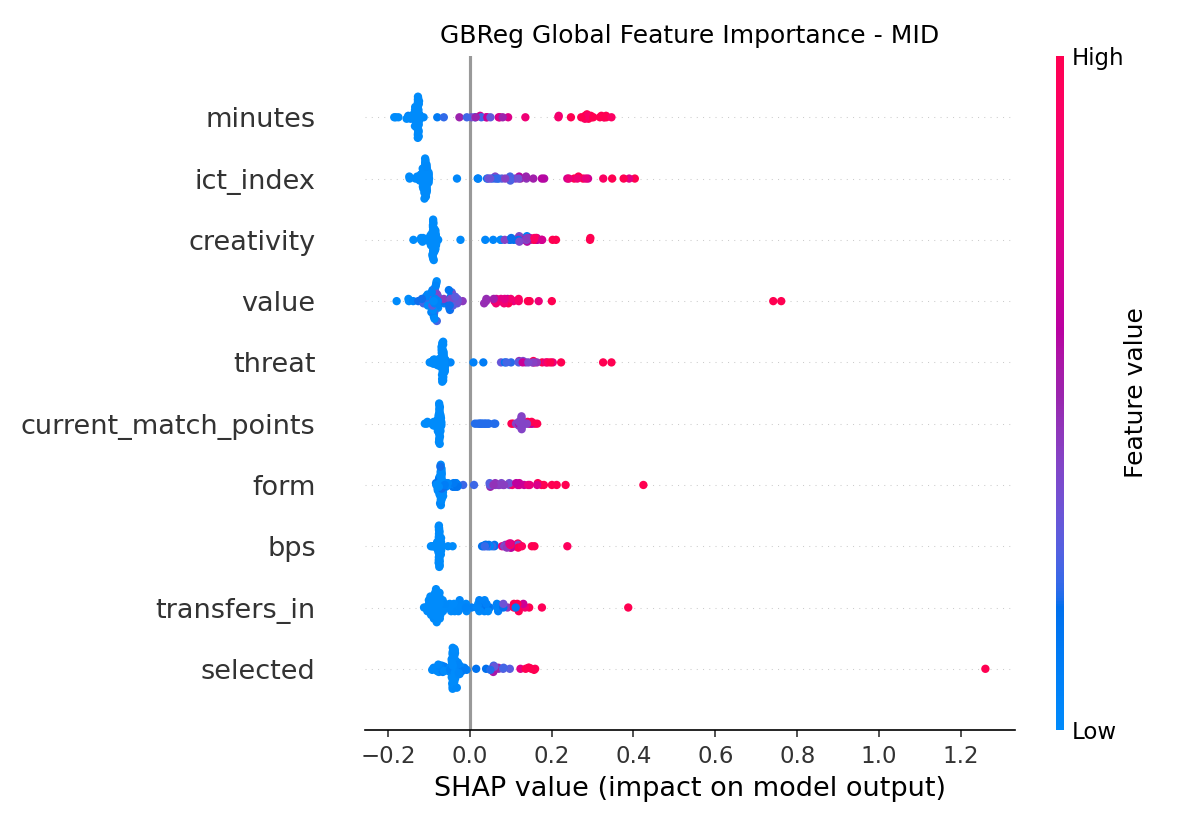 GBReg Global Feature Importance - MID
High
minutes
ict_index
creativity
value
threat
current_match_points
form
bps
transfers_in
selected
Feature value
Low
−0.2 0.0 0.2 0.4 0.6 0.8 1.0 1.2
SHAP value (impact on model output)